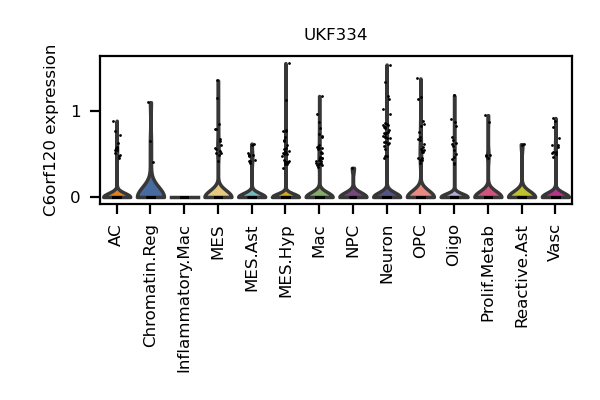 UKF334
C6orf120 expression
1
0
AC
Chromatin.Reg
Inflammatory.Mac
MES
MES.Ast
MES.Hyp
Mac
NPC
Neuron
OPC
Oligo
Prolif.Metab
Reactive.Ast
Vasc